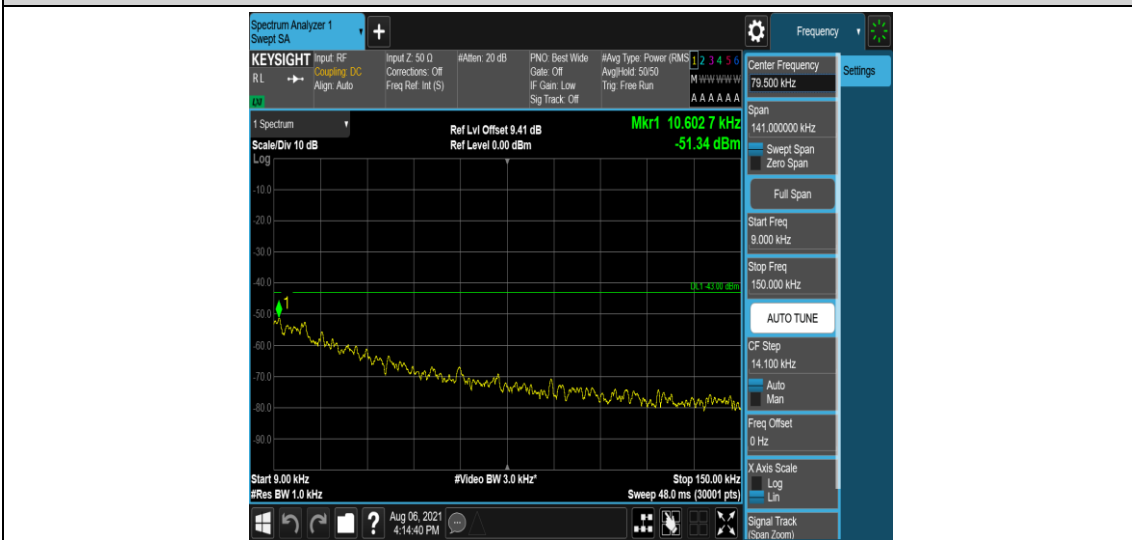 Spectrum Analyzer 1
Swept SA
Frequency
KEYSIGHT
RL
LXI
Input: RF
Coupling: DC
Align: Auto
Input Z: 50 Ω
Corrections: Off
Freq Ref: Int (S)
#Atten: 20 dB
PNO: Best Wide
Gate: Off
IF Gain: Low
Sig Track: Off
#Avg Type: Power (RMS
Avg|Hold: 50/50
Trig: Free Run
1 2 3 4 5 6
M W W W W W
A A A A A A
Center Frequency
79.500 kHz
Settings
Span
141.000000 kHz
Swept Span
Zero Span
Full Span
Start Freq
9.000 kHz
Stop Freq
150.000 kHz
AUTO TUNE
CF Step
14.100 kHz
Auto
Man
Freq Offset
0 Hz
X Axis Scale
Log
Lin
Signal Track
(Span Zoom)
1 Spectrum
Scale/Div 10 dB
Log
Ref Lvl Offset 9.41 dB
Ref Level 0.00 dBm
Mkr1 10.602 7 kHz
-51.34 dBm
-10.0
-20.0
-30.0
-40.0
DL1 -43.00 dBm
1
-50.0
-60.0
-70.0
-80.0
-90.0
Start 9.00 kHz
#Res BW 1.0 kHz
#Video BW 3.0 kHz*
Stop 150.00 kHz
Sweep 48.0 ms (30001 pts)
?
Aug 06, 2021
4:14:40 PM